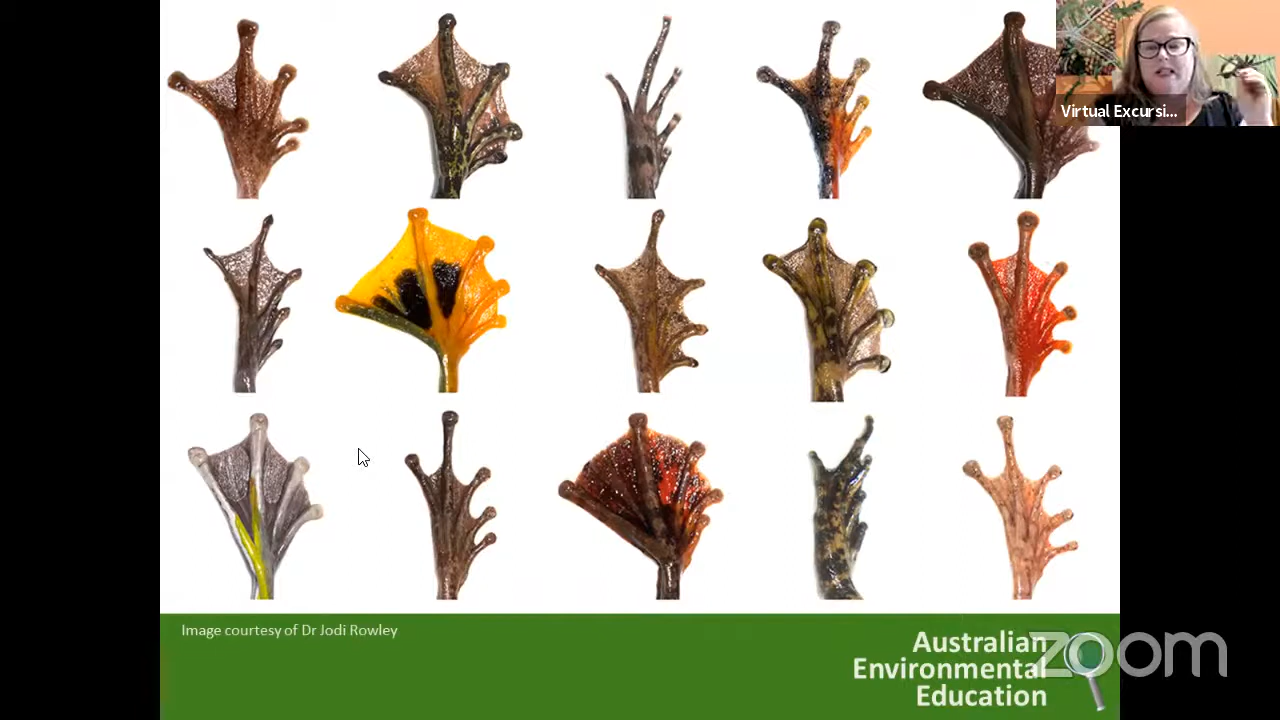 Virtual Excursi...
Image courtesy of Dr Jodi Rowley
Australian
Environmental
Education
zoom